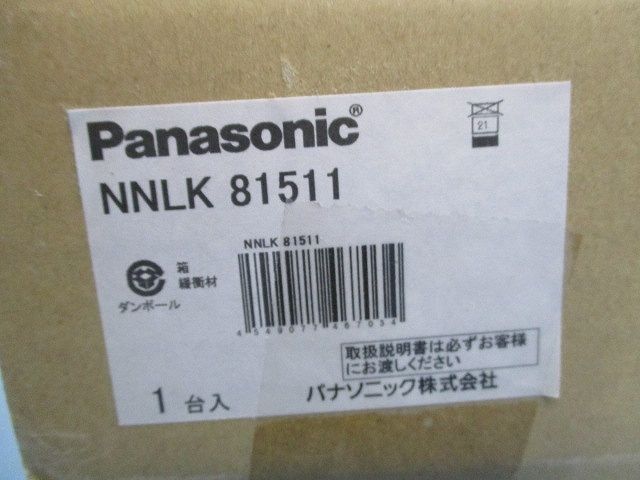 Panasonic®
21
NNLK 81511
NNLK 81511
箱
緩衝材
ダンボール
4549077467034
取扱説明書は必ずお客様
にお渡しください
1 台入
パナソニック株式会社